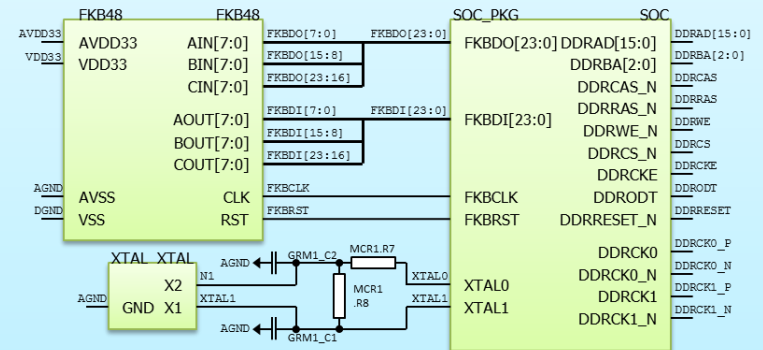 FKB48 FKB48 SOC_PKG SOC
AVDD33 AVDD33 AIN[7:0] FKBDO[7:0] FKBDO[23:0] FKBDO[23:0] DDRAD[15:0] DDRAD[15:0]
VDD33 VDD33 BIN[7:0] FKBDO[15:8] DDRBA[2:0] DDRBA[2:0]
CIN[7:0] FKBDO[23:16] DDRCAS_N DDRCAS
DDRRAS_N DDRRAS
AOUT[7:0] FKBDI[7:0] FKBDI[23:0] FKBDI[23:0] DDRWE_N DDRWE
BOUT[7:0] FKBDI[15:8] DDRCS_N DDRCS
COUT[7:0] FKBDI[23:16] DDRCKE DDRCKE
AGND AVSS CLK FKBCLK FKBCLK DDRODT DDRODT
DGND VSS RST FKBRST FKBRST DDRRESET_N DDRRESET
XTAL XTAL AGND GRM1_C2 MCR1.R7 DDRCK0 DDRCK0_P
X2 N1 XTAL0 XTAL0 DDRCK0_N DDRCK0_N
MCR1
.R8
AGND GND X1 XTAL1 XTAL1 XTAL1 DDRCK1 DDRCK1_P
AGND GRM1_C1 DDRCK1_N DDRCK1_N